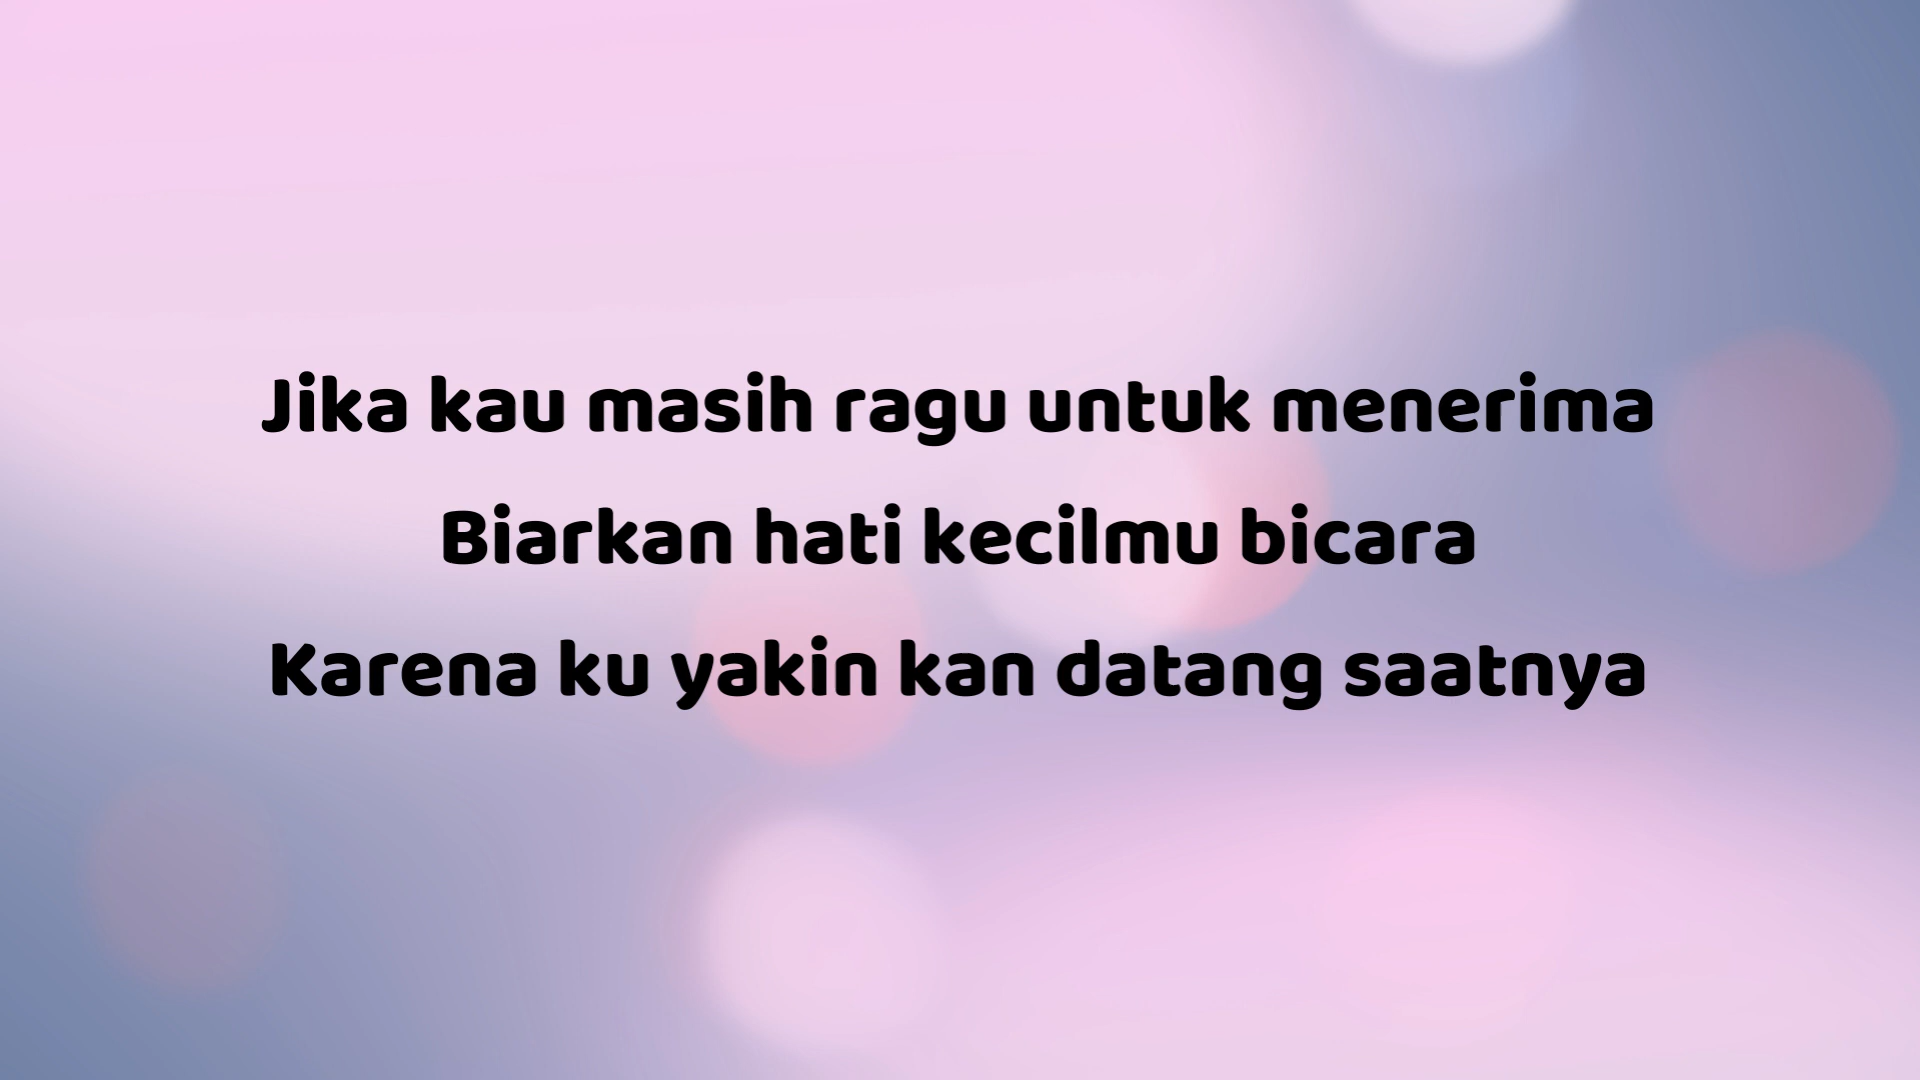 Jika kau masih ragu untuk menerima
Biarkan hati kecilmu bicara
Karena ku yakin kan datang saatnya